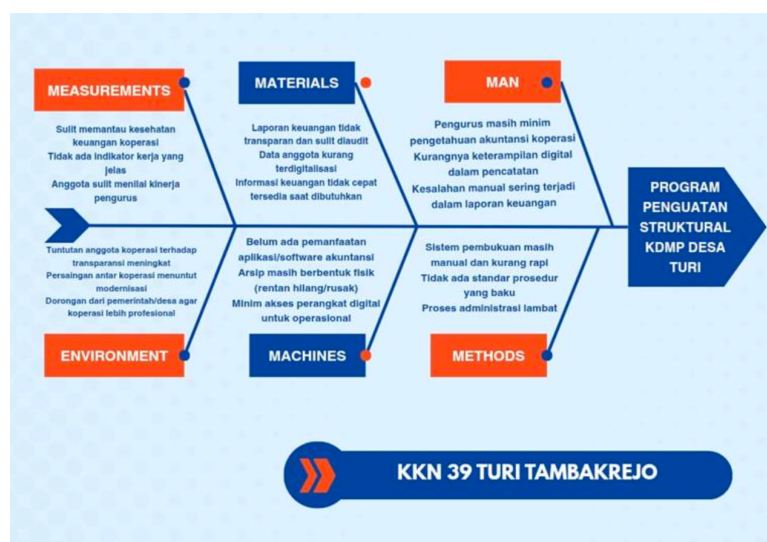 MEASUREMENTS
Sulit memantau kesehatan
keuangan koperasi
Tidak ada indikator kerja yang
jelas
Anggota sulit menilai kinerja
pengurus
MATERIALS
Laporan keuangan tidak
transparan dan sulit diaudit
Data anggota kurang
terdigitalisasi
Informasi keuangan tidak cepat
tersedia saat dibutuhkan
MAN
Pengurus masih minim
pengetahuan akuntansi koperasi
Kurangnya keterampilan digital
dalam pencatatan
Kesalahan manual sering terjadi
dalam laporan keuangan
PROGRAM
PENGUATAN
STRUKTURAL
KDMP DESA
TURI
Tuntutan anggota koperasi terhadap
transparansi meningkat
Persaingan antar koperasi menuntut
modernisasi
Dorongan dari pemerintah/desa agar
koperasi lebih profesional
ENVIRONMENT
Belum ada pemanfaatan
aplikasi/software akuntansi
Arsip masih berbentuk fisik
(rentan hilang/rusak)
Minim akses perangkat digital
untuk operasional
MACHINES
Sistem pembukuan masih
manual dan kurang rapi
Tidak ada standar prosedur
yang baku
Proses administrasi lambat
METHODS
KKN 39 TURI TAMBAKREJO